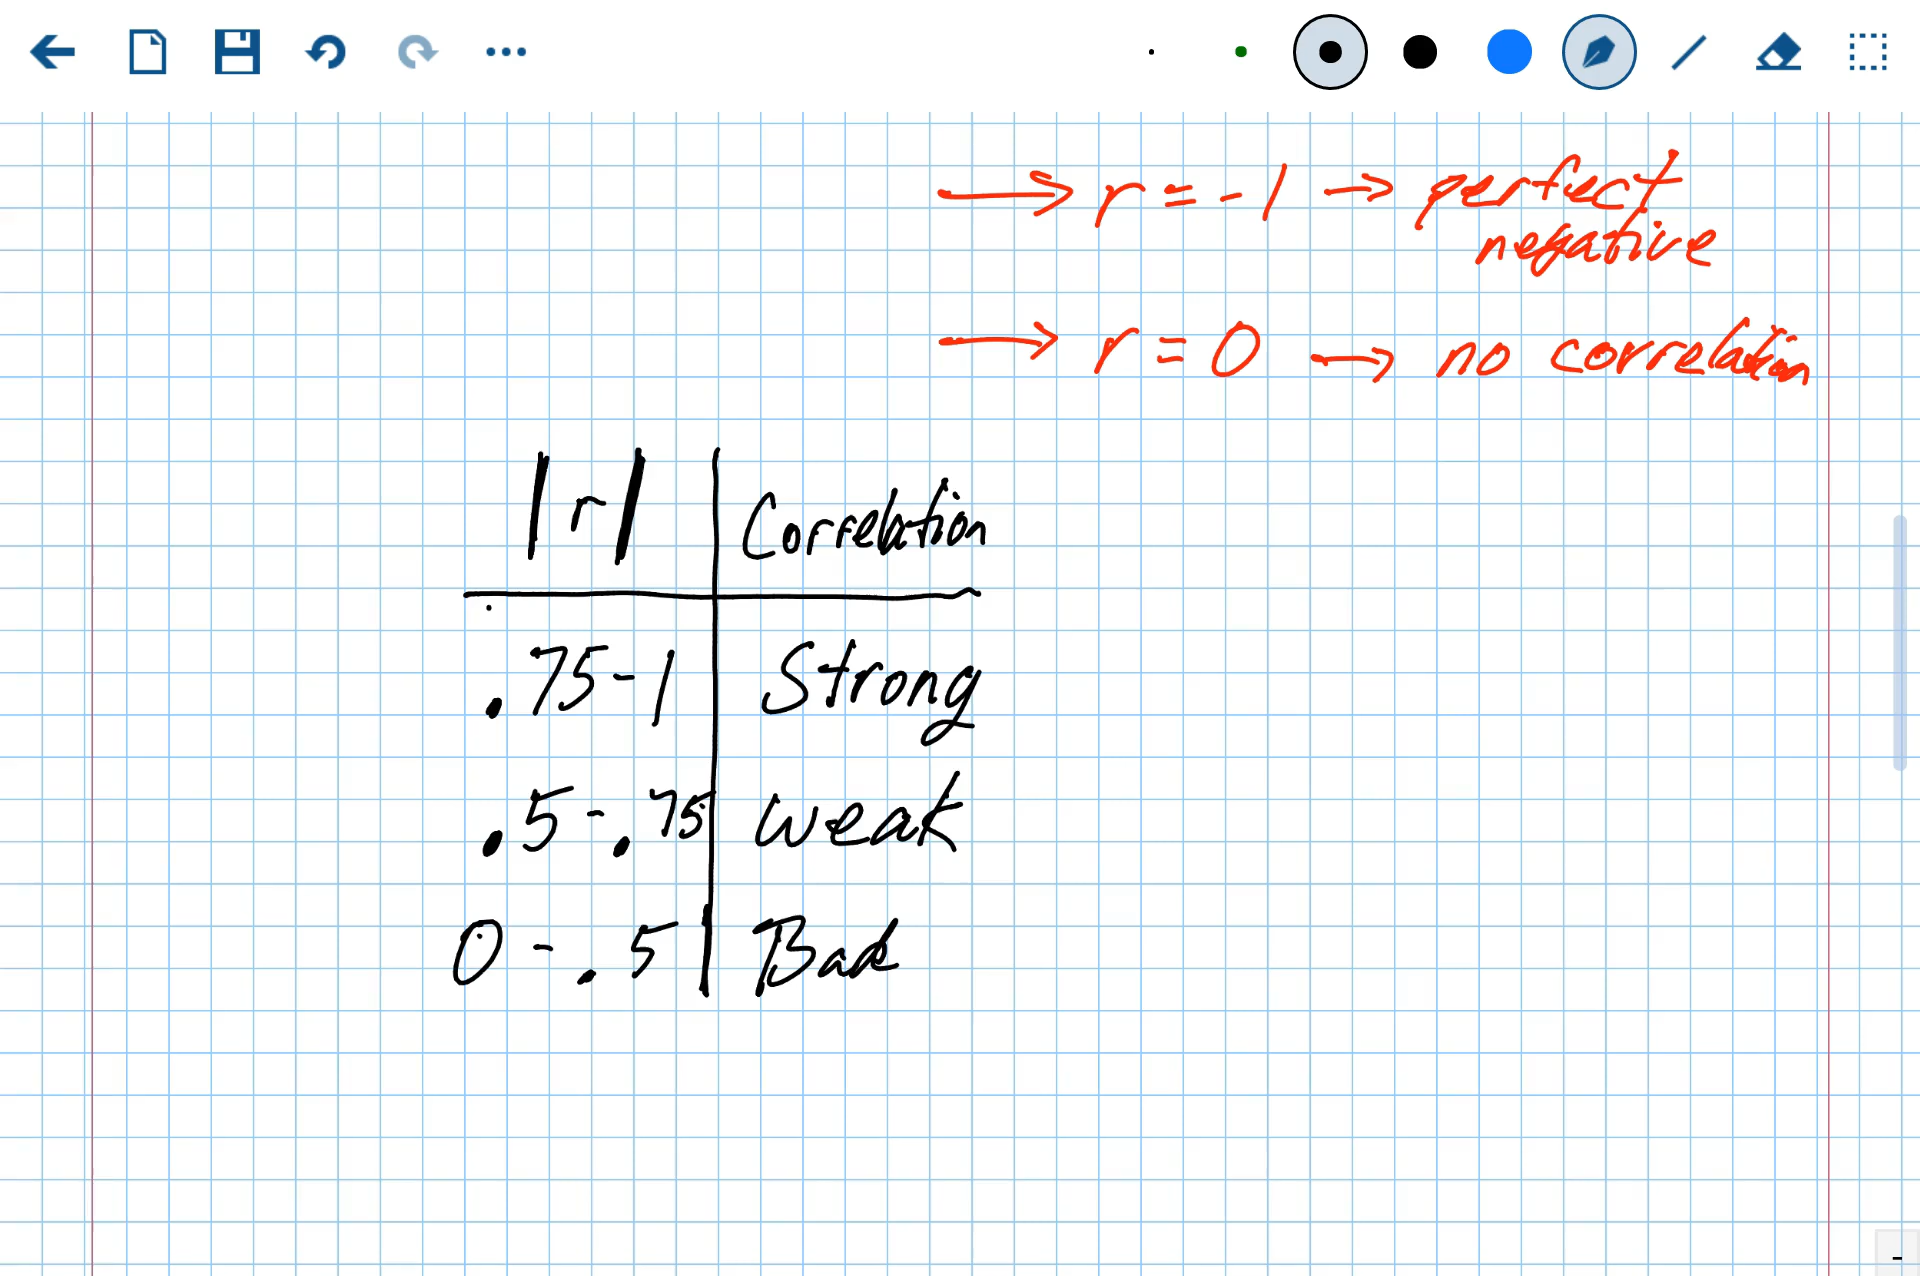 → r = -1 → perfect
negative
→ r = 0 → no correlation
|r| Correlation
.75-1 Strong
.5-.75 weak
0-.5 Bad